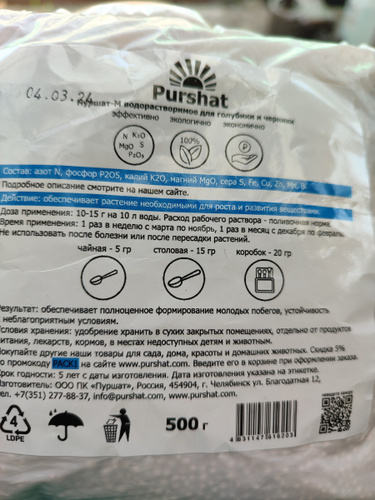 04.03.24
Purshat
Пуршат-М водорастворимое для голубики и черники
эффективно экологично экономично
N K2O
MgO S
P2O5
100%
₽
Состав: азот N, фосфор P2O5, калий K2O, магний MgO, сера S, Fe, Cu, Zn, Mn, B.
Подробное описание смотрите на нашем сайте.
Действие: обеспечивает растение необходимыми для роста и развития веществами.
Доза применения: 10-15 г на 10 л воды. Расход рабочего раствора - поливочная норма.
Время применения: 1 раз в неделю с марта по ноябрь, 1 раз в месяц с декабря по февраль.
Не использовать после болезни или после пересадки растений.
чайная - 5 гр столовая - 15 гр коробок - 20 гр
Результат: обеспечивает полноценное формирование молодых побегов, устойчивость
к неблагоприятным условиям.
Условия хранения: удобрение хранить в сухих закрытых помещениях, отдельно от продуктов
питания, лекарств, кормов, в местах недоступных детям и животным.
Покупайте другие наши товары для сада, дома, красоты и домашних животных. Скидка 5%
по промокоду PACK1 на сайте www.purshat.com. Введите его в корзине при оформлении заказа.
Срок годности: 5 лет с даты изготовления. Дата изготовления указана на этикетке.
Изготовитель: ООО ПК «Пуршат», Россия, 454904, г. Челябинск ул. Благодатная 12,
тел. +7(351) 277-88-37, info@purshat.com, www.purshat.com
4
LDPE
500 г